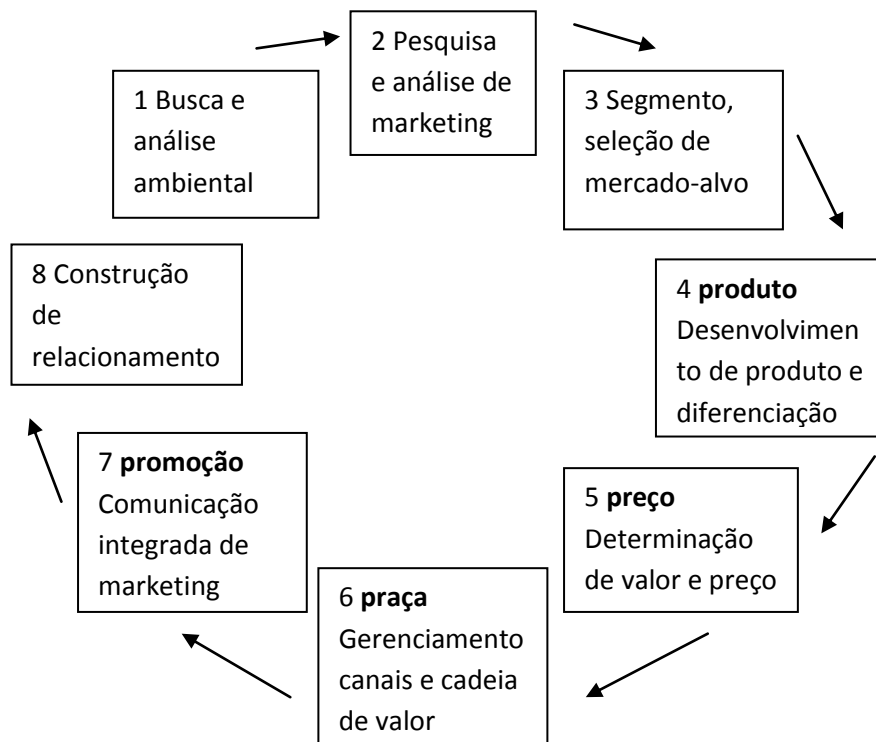 1 Busca e
análise
ambiental
2 Pesquisa
e análise de
marketing
3 Segmento,
seleção de
mercado-alvo
4 produto
Desenvolvimen
to de produto e
diferenciação
5 preço
Determinação
de valor e preço
6 praça
Gerenciamento
canais e cadeia
de valor
7 promoção
Comunicação
integrada de
marketing
8 Construção
de
relacionamento